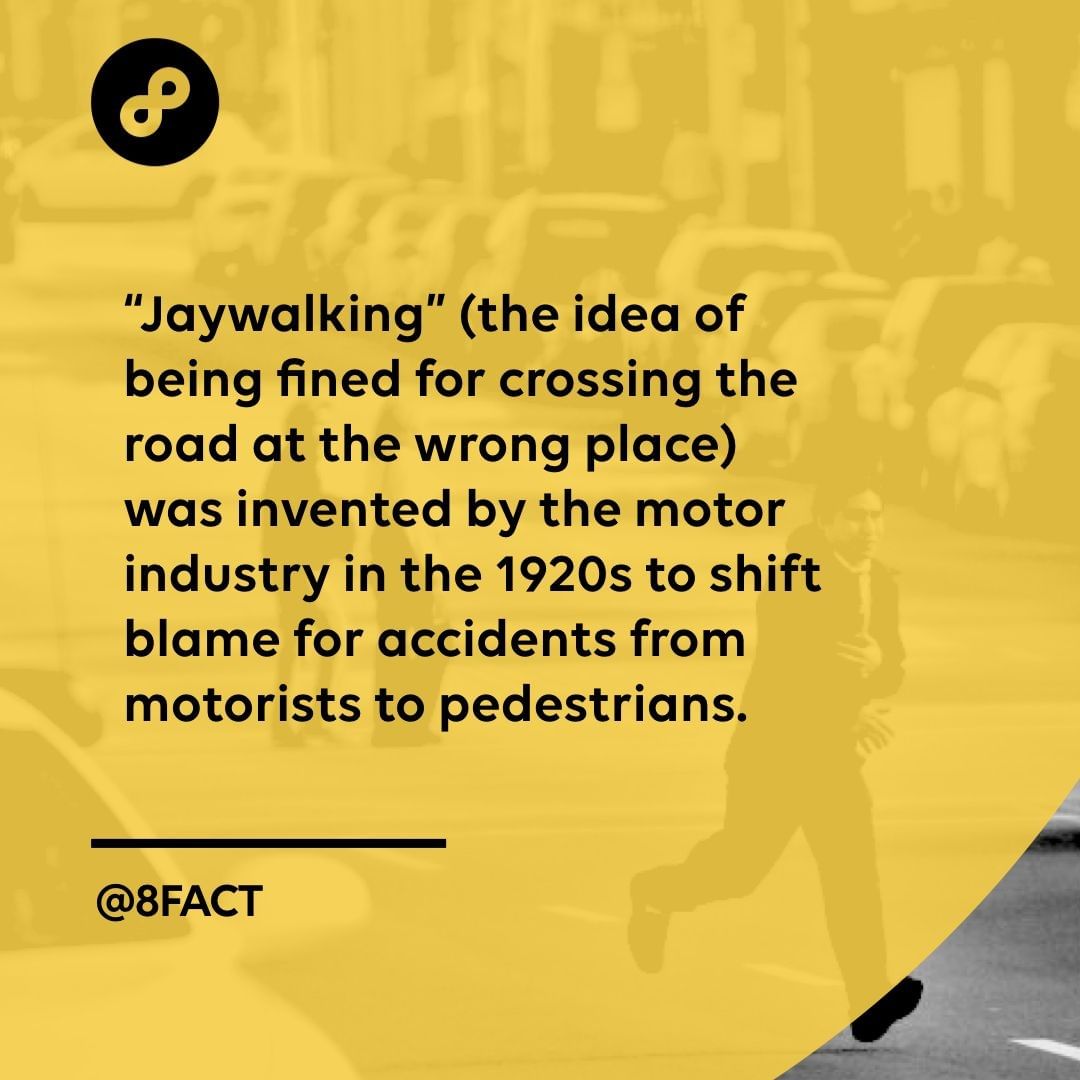 “Jaywalking” (the idea of
being fined for crossing the
road at the wrong place)
was invented by the motor
industry in the 1920s to shift
blame for accidents from
motorists to pedestrians.
@8FACT